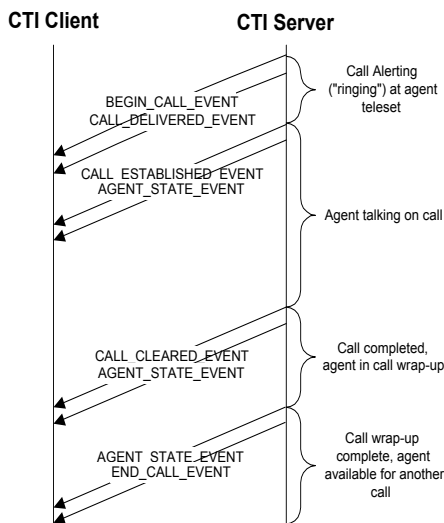 CTI Client
CTI Server
Call Alerting
("ringing") at agent
teleset
BEGIN_CALL_EVENT
CALL_DELIVERED_EVENT
CALL_ESTABLISHED_EVENT
AGENT_STATE_EVENT
Agent talking on call
CALL_CLEARED_EVENT
AGENT_STATE_EVENT
Call completed,
agent in call wrap-up
AGENT_STATE_EVENT
END_CALL_EVENT
Call wrap-up
complete, agent
available for another
call